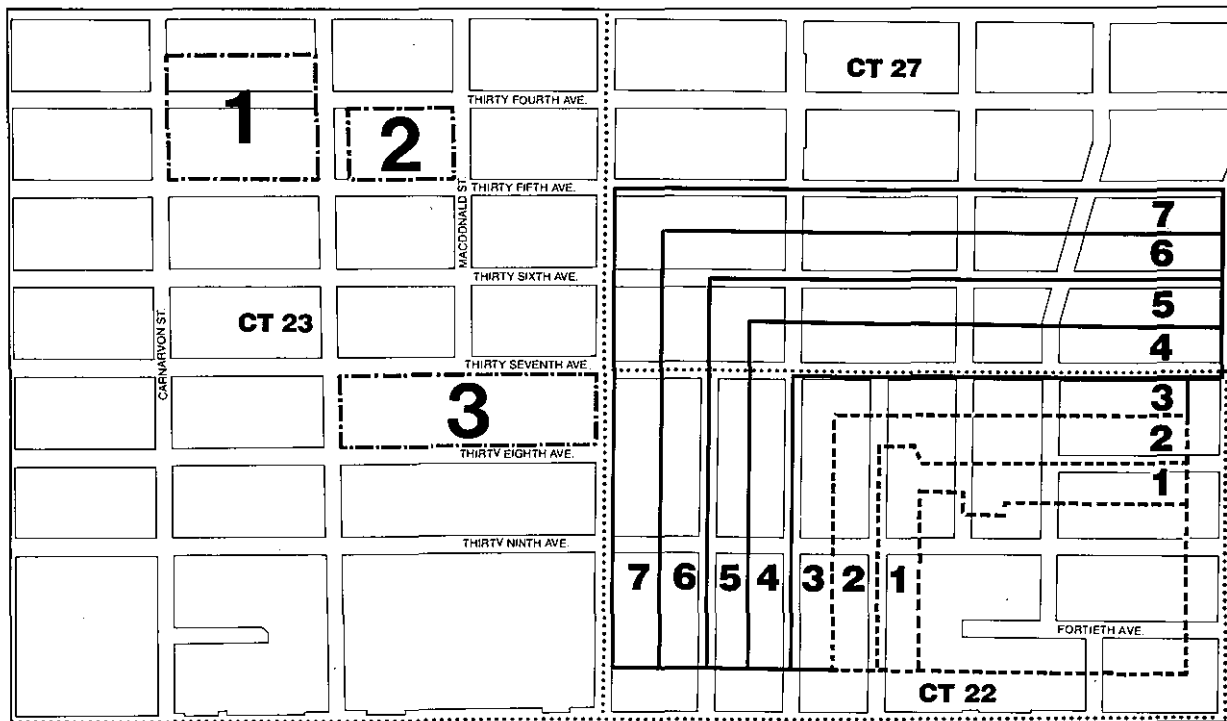 CT 27
1
THIRTY FOURTH AVE.
2
THIRTY FIFTH AVE.
MACDONALD ST.
7
6
THIRTY SIXTH AVE.
5
CARNARVON ST.
CT 23
4
THIRTY SEVENTH AVE.
3
3
2
THIRTY EIGHTH AVE.
1
THIRTY NINTH AVE.
7 6 5 4 3 2 1
FORTIETH AVE.
CT 22